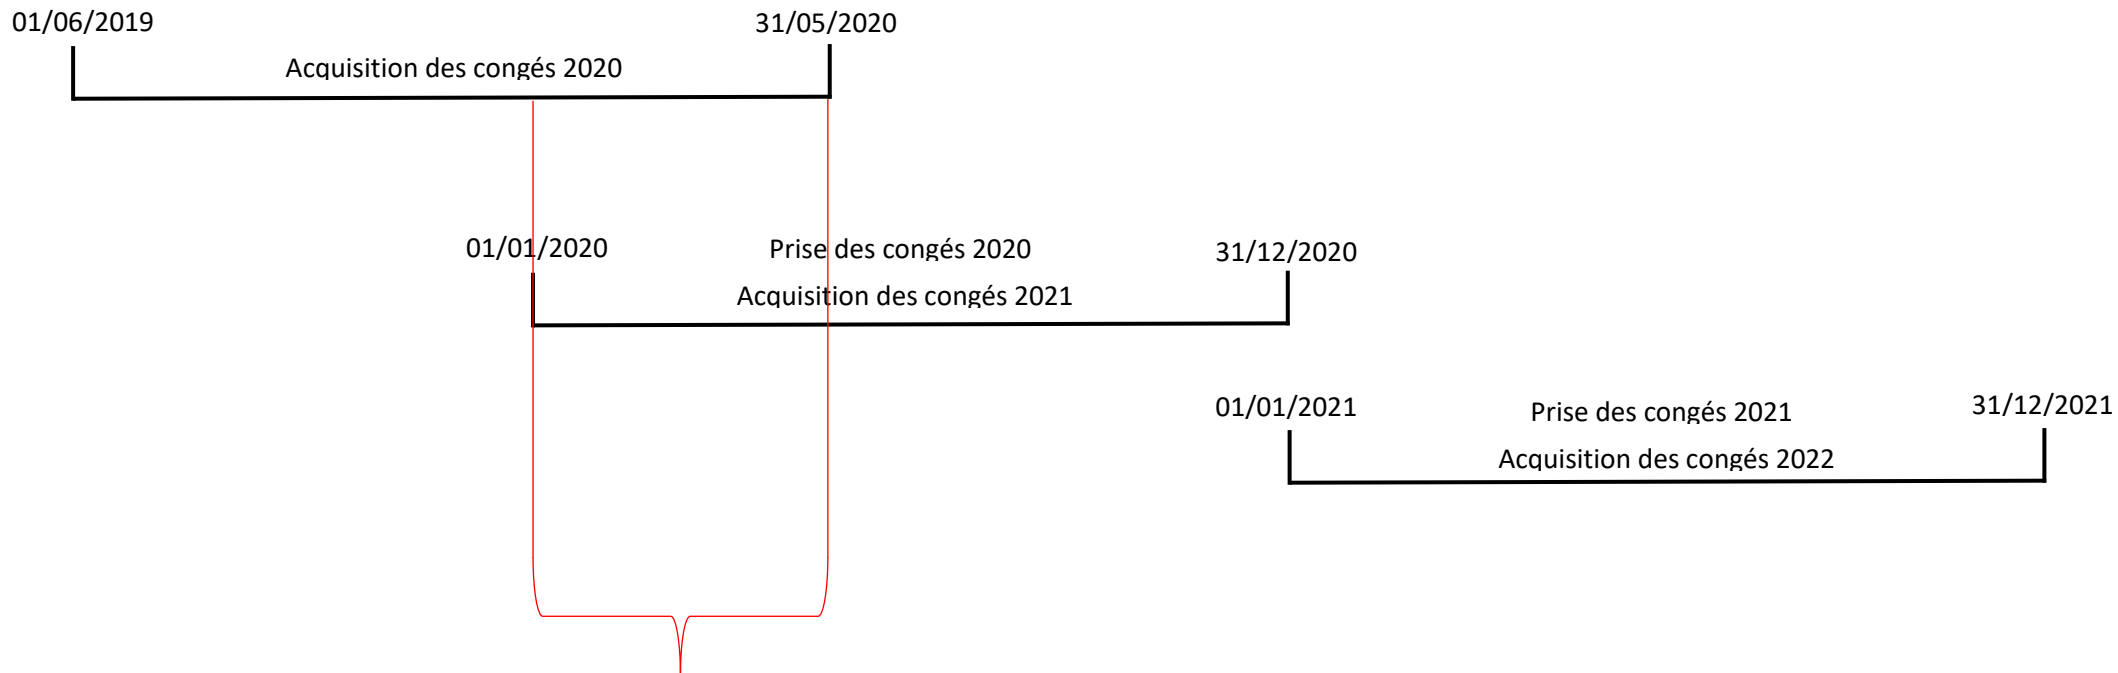 01/06/2019
31/05/2020
Acquisition des congés 2020
01/01/2020
Prise des congés 2020
31/12/2020
Acquisition des congés 2021
01/01/2021
Prise des congés 2021
31/12/2021
Acquisition des congés 2022